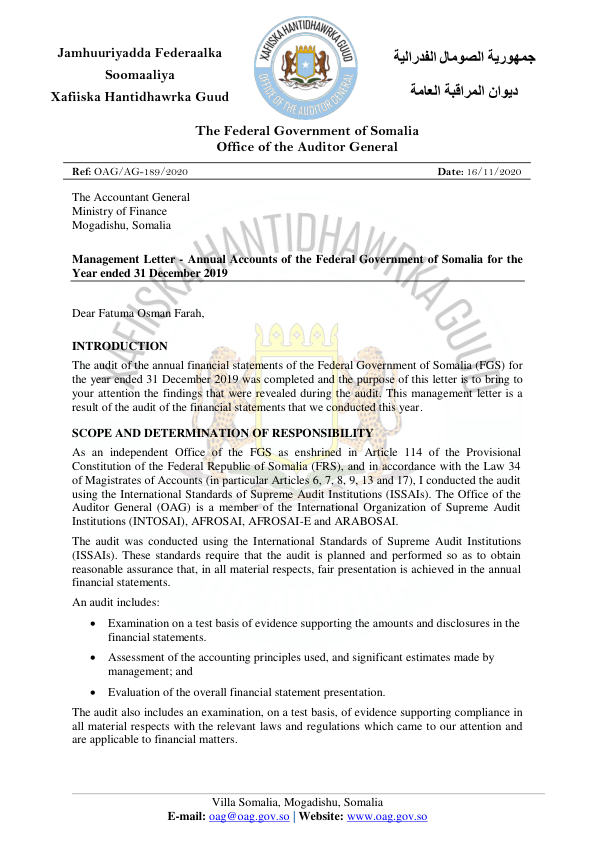 Jamhuuriyadda Federaalka
Soomaaliya
Xafiiska Hantidhawrka Guud
XAFIISKA HANTIDHAWRKA GUUD
OFFICE OF THE AUDITOR GENERAL
جمهورية الصومال الفدرالية
ديوان المراقبة العامة
The Federal Government of Somalia
Office of the Auditor General
Ref: OAG/AG-189/2020 Date: 16/11/2020
The Accountant General
Ministry of Finance
Mogadishu, Somalia
Management Letter - Annual Accounts of the Federal Government of Somalia for the
Year ended 31 December 2019
Dear Fatuma Osman Farah,
INTRODUCTION
The audit of the annual financial statements of the Federal Government of Somalia (FGS) for
the year ended 31 December 2019 was completed and the purpose of this letter is to bring to
your attention the findings that were revealed during the audit. This management letter is a
result of the audit of the financial statements that we conducted this year.
SCOPE AND DETERMINATION OF RESPONSIBILITY
As an independent Office of the FGS as enshrined in Article 114 of the Provisional
Constitution of the Federal Republic of Somalia (FRS), and in accordance with the Law 34
of Magistrates of Accounts (in particular Articles 6, 7, 8, 9, 13 and 17), I conducted the audit
using the International Standards of Supreme Audit Institutions (ISSAIs). The Office of the
Auditor General (OAG) is a member of the International Organization of Supreme Audit
Institutions (INTOSAI), AFROSAI, AFROSAI-E and ARABOSAI.
The audit was conducted using the International Standards of Supreme Audit Institutions
(ISSAIs). These standards require that the audit is planned and performed so as to obtain
reasonable assurance that, in all material respects, fair presentation is achieved in the annual
financial statements.
An audit includes:
• Examination on a test basis of evidence supporting the amounts and disclosures in the
financial statements.
• Assessment of the accounting principles used, and significant estimates made by
management; and
• Evaluation of the overall financial statement presentation.
The audit also includes an examination, on a test basis, of evidence supporting compliance in
all material respects with the relevant laws and regulations which came to our attention and
are applicable to financial matters.
XAFIISKA HANTIDHAWRKA GUUD
Villa Somalia, Mogadishu, Somalia
E-mail: oag@oag.gov.so | Website: www.oag.gov.so